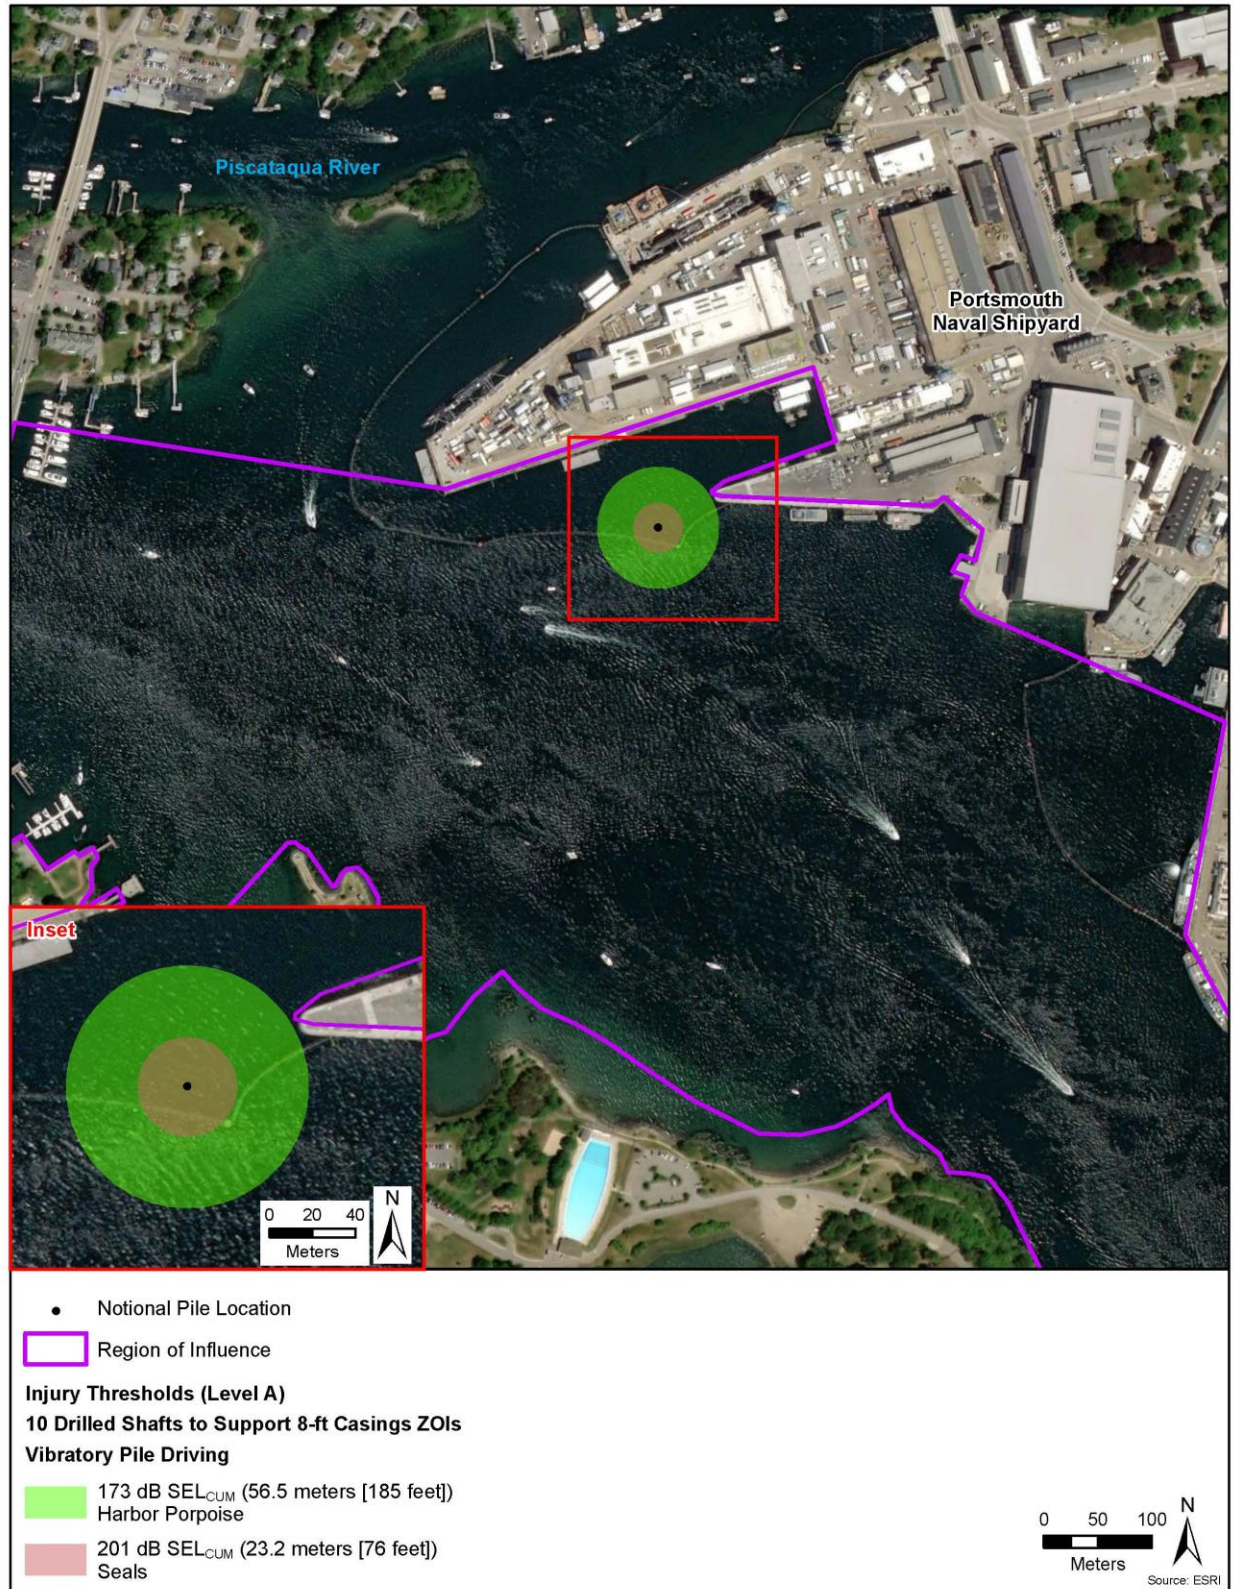 Piscataqua River
Portsmouth
Naval Shipyard
Inset
0 20 40
Meters
N
Notional Pile Location
Region of Influence
Injury Thresholds (Level A)
10 Drilled Shafts to Support 8-ft Casings ZOIs
Vibratory Pile Driving
173 dB SELCUM (56.5 meters [185 feet])
Harbor Porpoise
201 dB SELCUM (23.2 meters [76 feet])
Seals
0 50 100
Meters
N
Source: ESRI